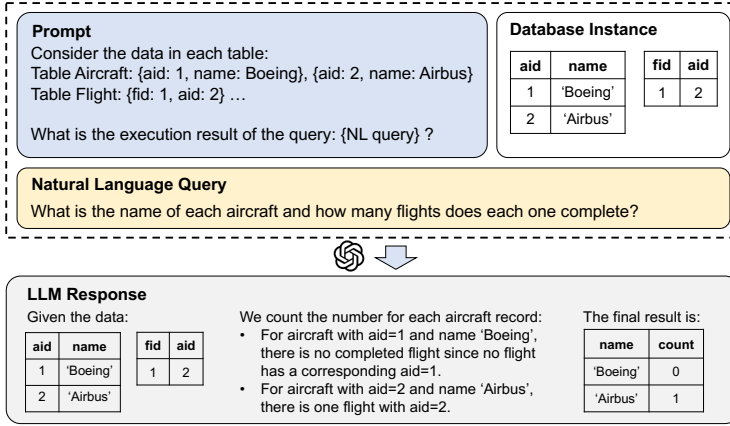 Prompt
Consider the data in each table:
Table Aircraft: {aid: 1, name: Boeing}, {aid: 2, name: Airbus}
Table Flight: {fid: 1, aid: 2} ...
What is the execution result of the query: {NL query} ?
Database Instance
aid name
1 ‘Boeing’
2 ‘Airbus’
fid aid
1 2
Natural Language Query
What is the name of each aircraft and how many flights does each one complete?
LLM Response
Given the data:
aid name
1 ‘Boeing’
2 ‘Airbus’
fid aid
1 2
We count the number for each aircraft record:
• For aircraft with aid=1 and name ‘Boeing’,
there is no completed flight since no flight
has a corresponding aid=1.
• For aircraft with aid=2 and name ‘Airbus’,
there is one flight with aid=2.
The final result is:
name count
‘Boeing’ 0
‘Airbus’ 1